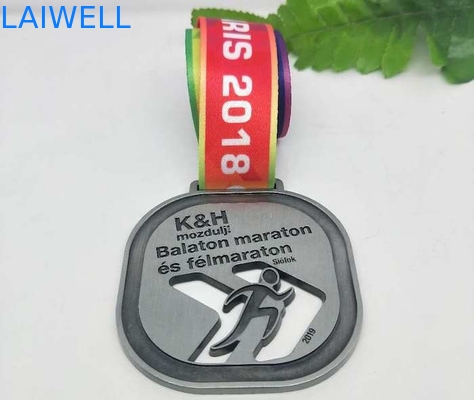 LAIWELL
RIS 2018
K&H
mozdulj!
Balaton maraton
és félmaraton
Siófok
2019